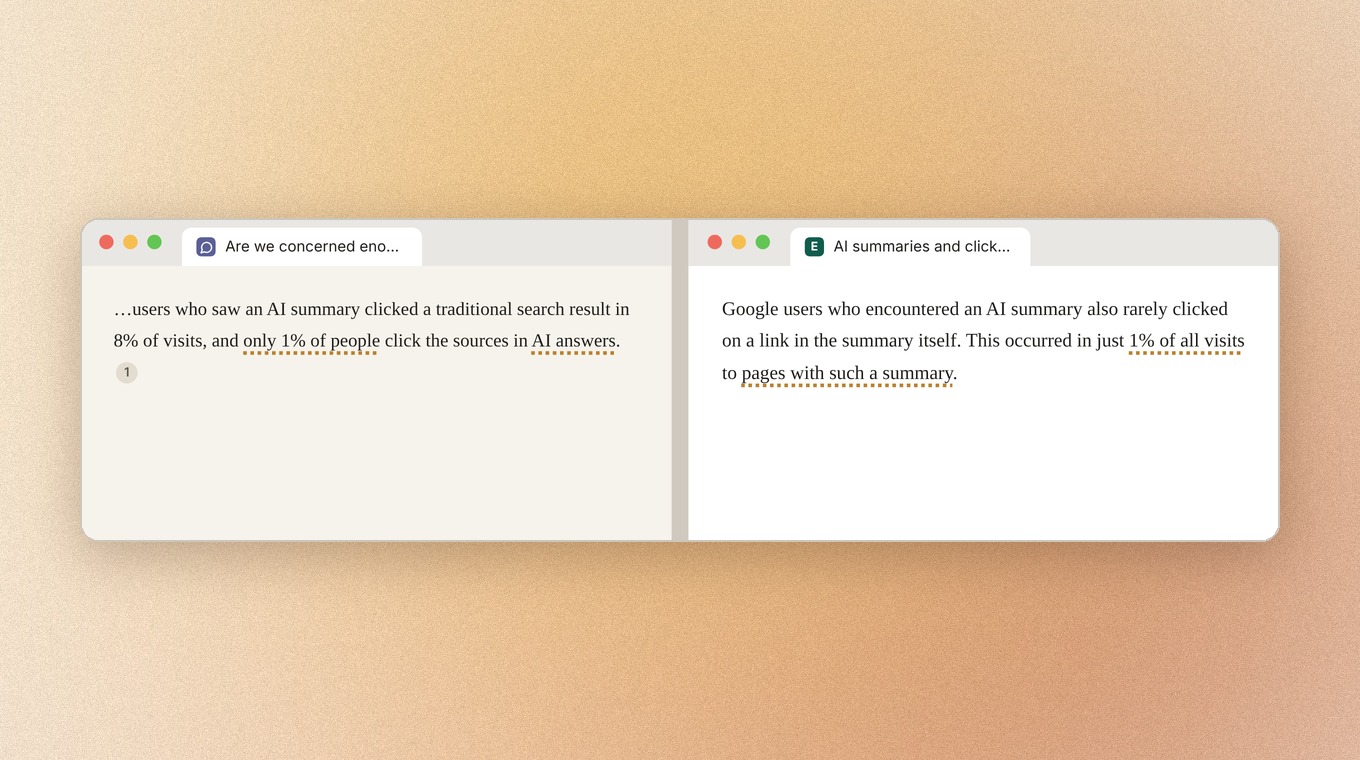 Are we concerned eno...
…users who saw an AI summary clicked a traditional search result in
8% of visits, and only 1% of people click the sources in AI answers.
1
E
AI summaries and click...
Google users who encountered an AI summary also rarely clicked
on a link in the summary itself. This occurred in just 1% of all visits
to pages with such a summary.